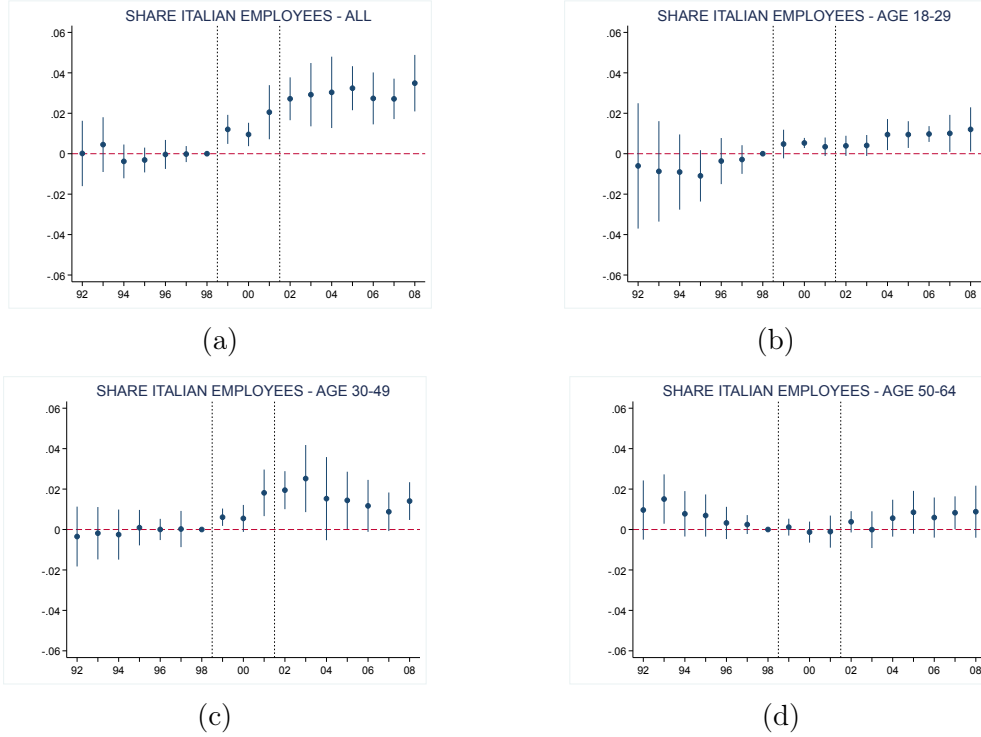 SHARE ITALIAN EMPLOYEES - ALL
.06
.04
.02
0
-.02
-.04
-.06
92 94 96 98 00 02 04 06 08
(a)
SHARE ITALIAN EMPLOYEES - AGE 18-29
.06
.04
.02
0
-.02
-.04
-.06
92 94 96 98 00 02 04 06 08
(b)
SHARE ITALIAN EMPLOYEES - AGE 30-49
.06
.04
.02
0
-.02
-.04
-.06
92 94 96 98 00 02 04 06 08
(c)
SHARE ITALIAN EMPLOYEES - AGE 50-64
.06
.04
.02
0
-.02
-.04
-.06
92 94 96 98 00 02 04 06 08
(d)